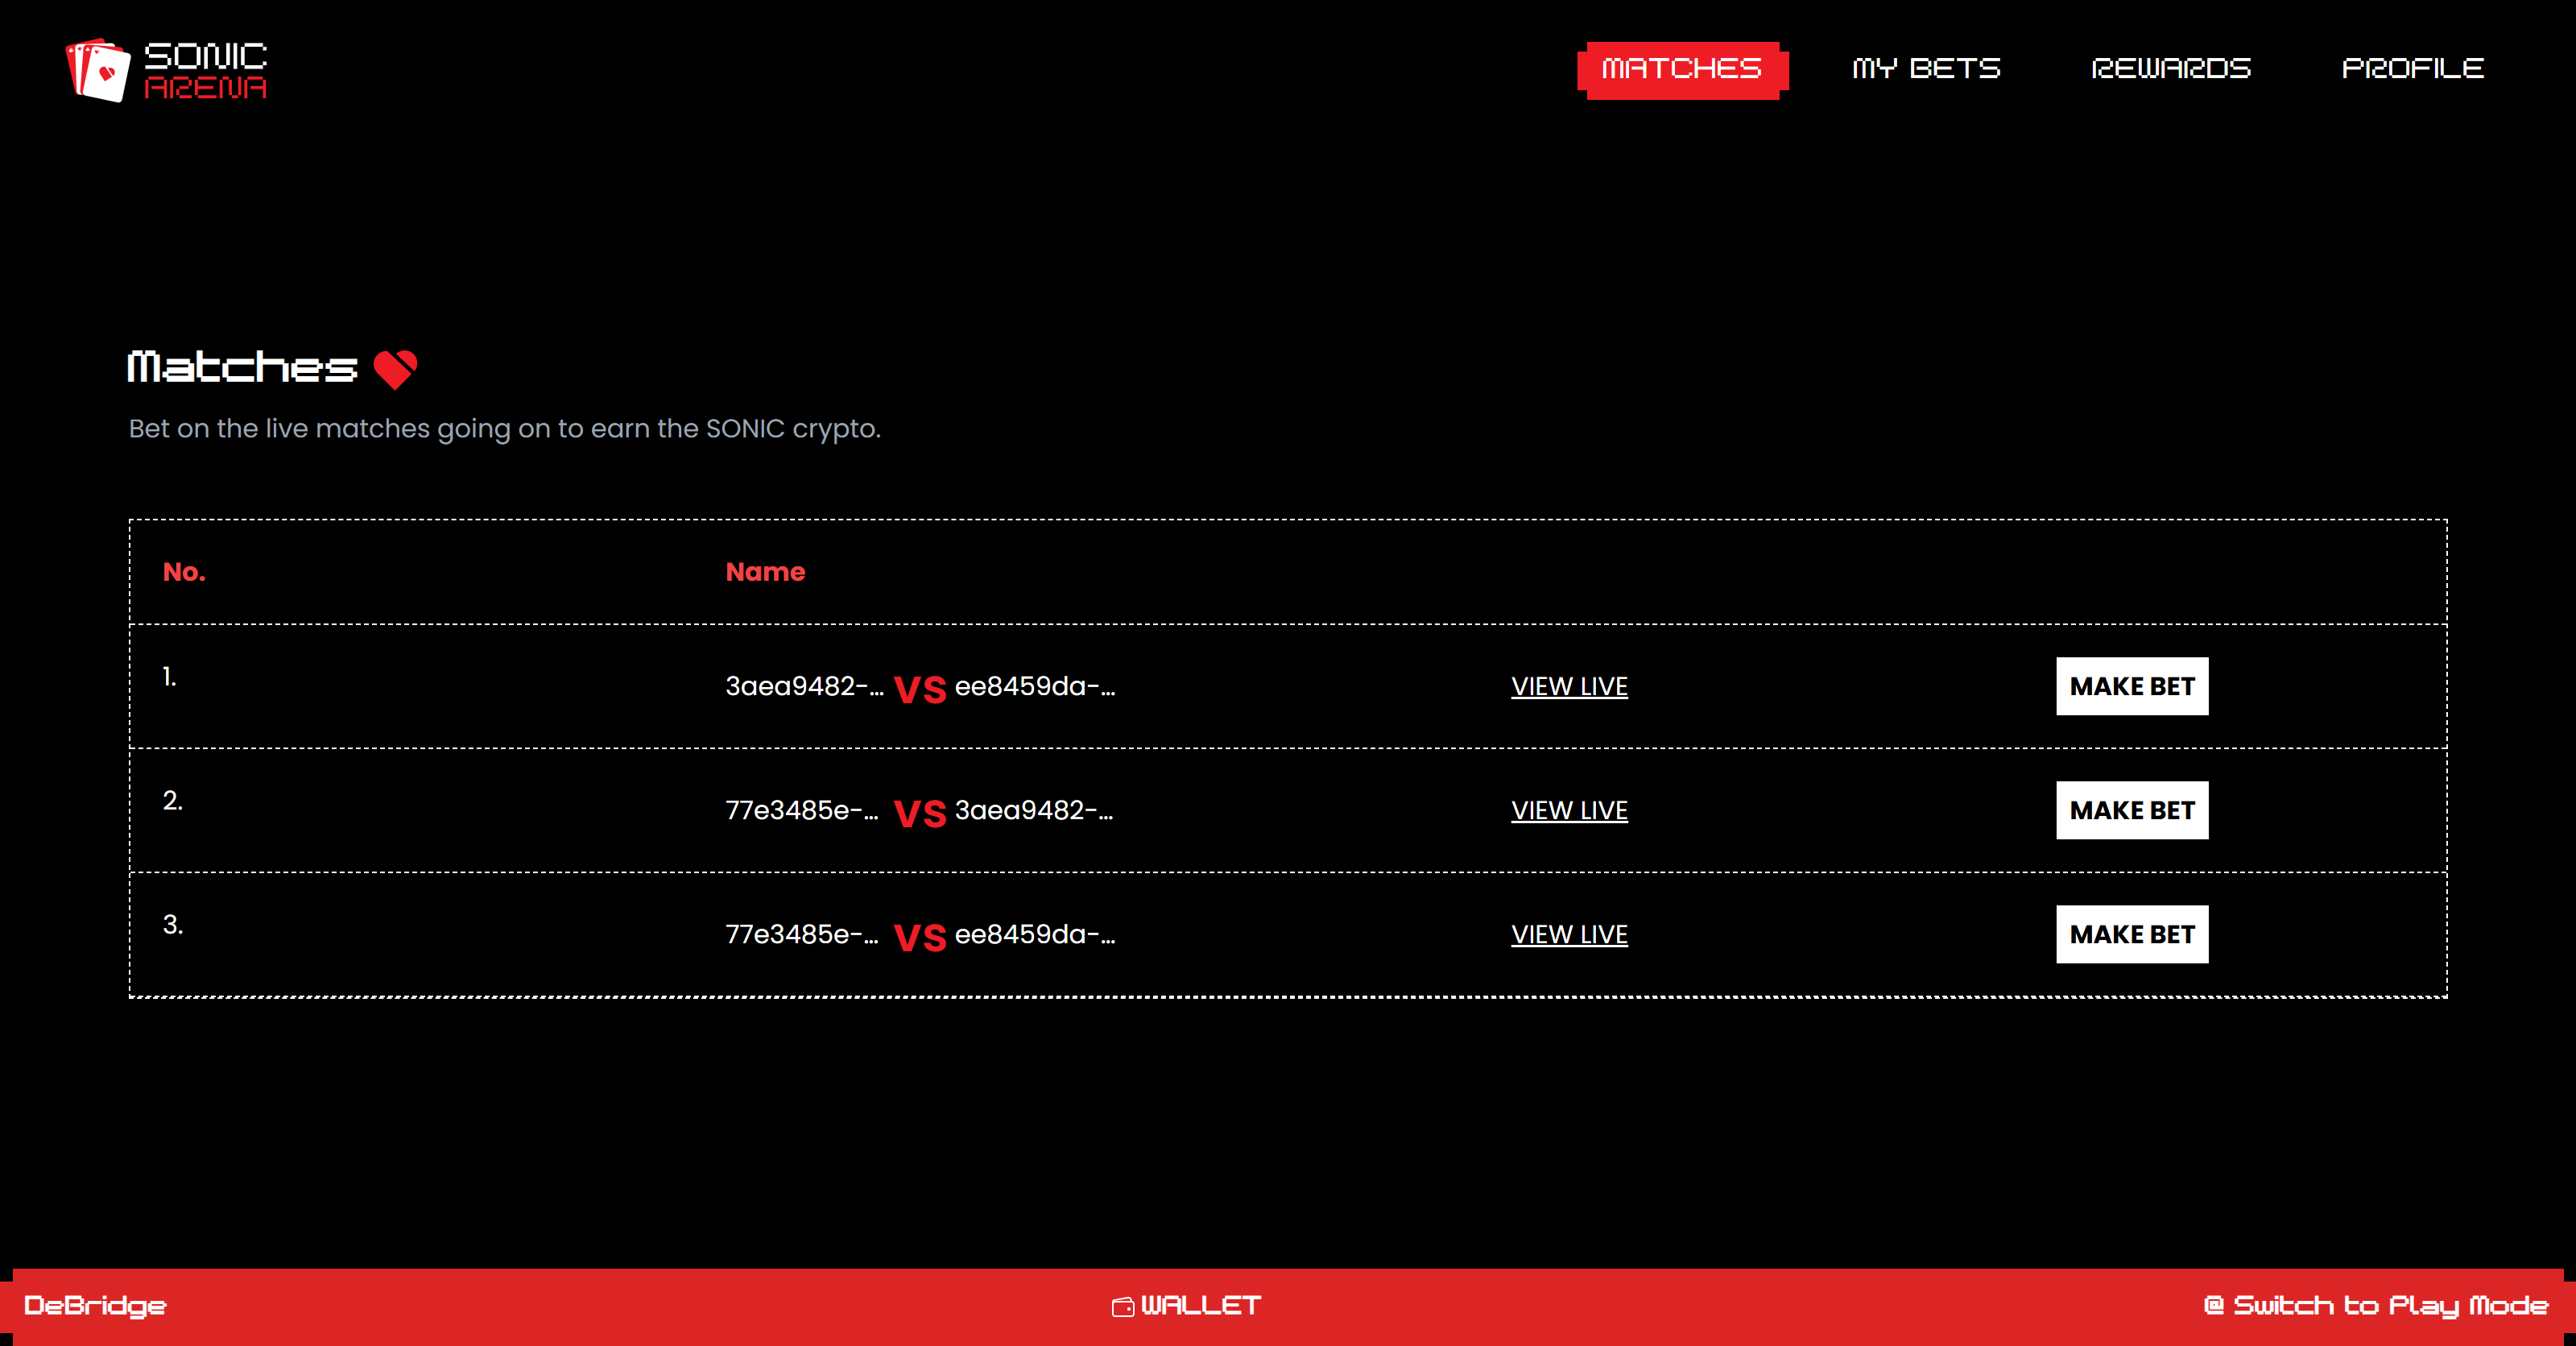 SONIC
ARENA
MATCHES MY BETS REWARDS PROFILE
Matches
Bet on the live matches going on to earn the SONIC crypto.
No. Name
1. 3aea9482-... VS ee8459da-... VIEW LIVE MAKE BET
2. 77e3485e-... VS 3aea9482-... VIEW LIVE MAKE BET
3. 77e3485e-... VS ee8459da-... VIEW LIVE MAKE BET
DeBridge WALLET @ Switch to Play Mode